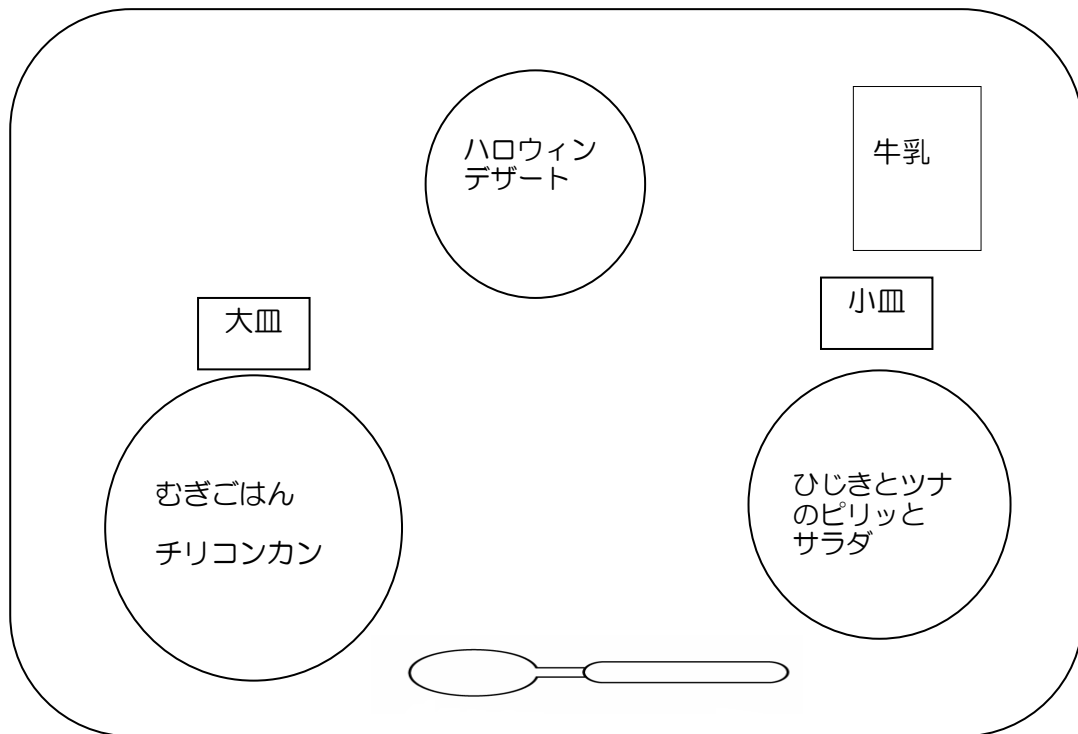 ハロウィン
デザート
牛乳
大皿
小皿
むぎごはん
チリコンカン
ひじきとツナ
のピリッと
サラダ